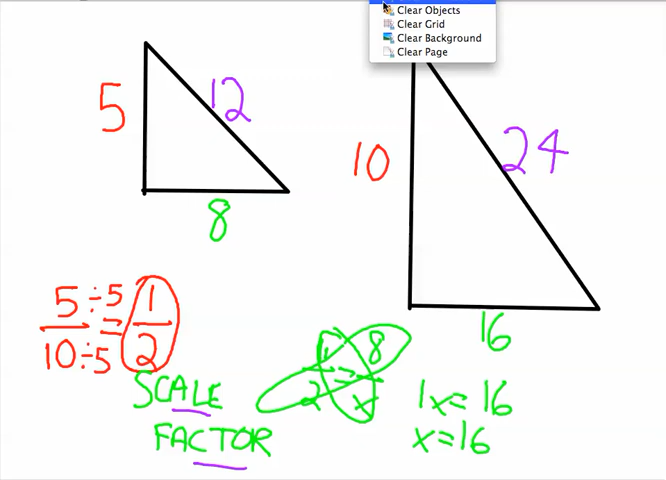 Clear Objects
Clear Grid
Clear Background
Clear Page
5
12
8
10
24
16
5÷5 = 1
10÷5 2
SCALE
FACTOR
1 = 8
2 x
1x=16
x=16